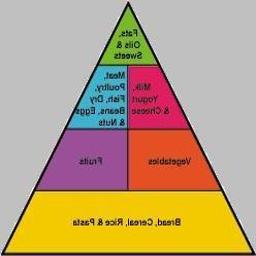 Fats,
Oils &
Sweets
Meat,
Poultry,
Fish, Dry
Beans, Eggs
& Nuts
Milk,
Yogurt
& Cheese
Fruits
Vegetables
Bread, Cereal, Rice & Pasta